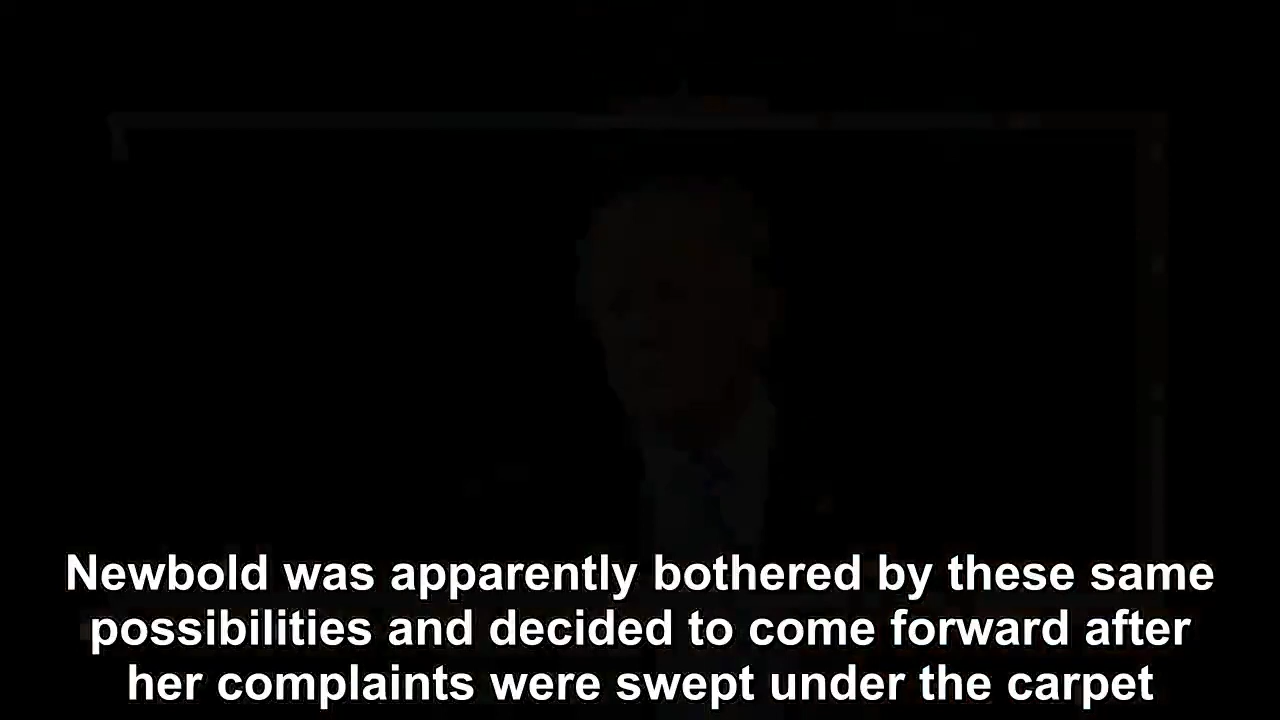 Newbold was apparently bothered by these same
possibilities and decided to come forward after
her complaints were swept under the carpet